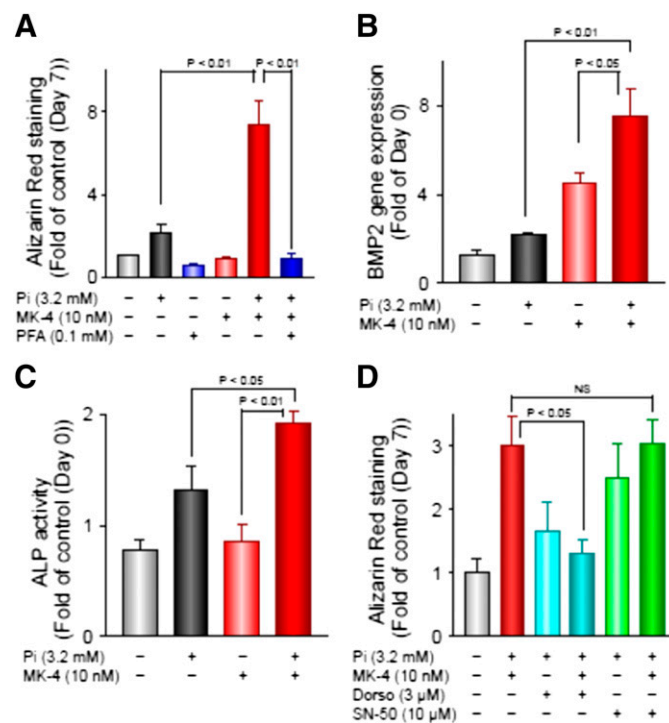 A
Alizarin Red staining
(Fold of control (Day 7))
8
4
0
P < 0.01
P < 0.01
Pi (3.2 mM) – + – – + +
MK-4 (10 nM) – – – + + +
PFA (0.1 mM) – – + – – +
B
BMP2 gene expression
(Fold of Day 0)
8
4
0
P < 0.01
P < 0.05
Pi (3.2 mM) – + – +
MK-4 (10 nM) – – + +
C
ALP activity
(Fold of control (Day 0))
2
1
0
P < 0.05
P < 0.01
Pi (3.2 mM) – + – +
MK-4 (10 nM) – – + +
D
Alizarin Red staining
(Fold of control (Day 7))
3
2
1
0
NS
P < 0.05
Pi (3.2 mM) – + + + + +
MK-4 (10 nM) – + – + – +
Dorso (3 µM) – – + + – –
SN-50 (10 µM) – – – – + +